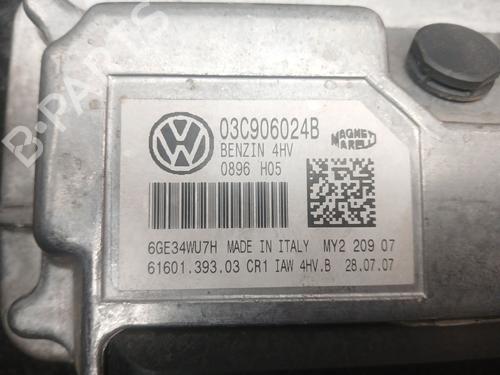 B-PARTS
03C906024B
BENZIN 4HV
0896 H05
MAGNETI MARELLI
6GE34WU7H MADE IN ITALY MY2 209 07
61601.393.03 CR1 IAW 4HV.B 28.07.07